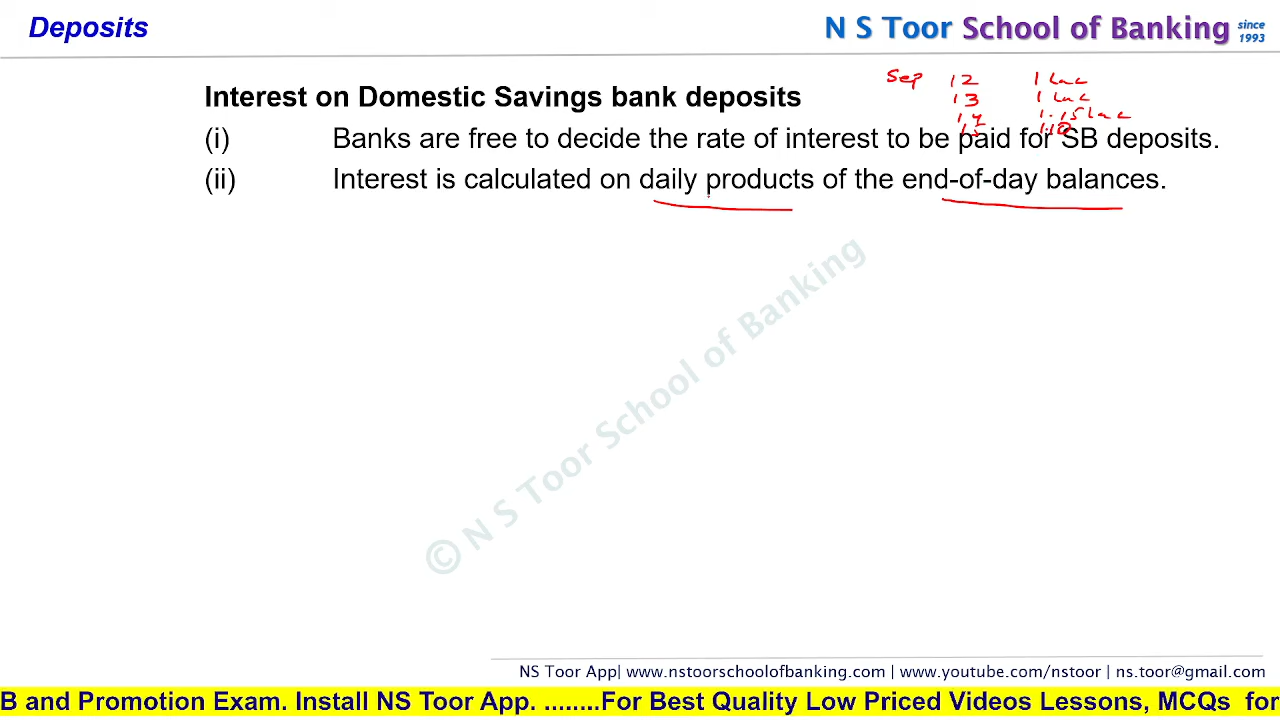 Deposits
N S Toor School of Banking since 1993
Sep 12 1 Lac
13 1 Lac
14 1.15 Lac
15 1.10
Interest on Domestic Savings bank deposits
(i) Banks are free to decide the rate of interest to be paid for SB deposits.
(ii) Interest is calculated on daily products of the end-of-day balances.
© N S Toor School of Banking
NS Toor App| www.nstoorschoolofbanking.com | www.youtube.com/nstoor | ns.toor@gmail.com
B and Promotion Exam. Install NS Toor App. ........For Best Quality Low Priced Videos Lessons, MCQs for